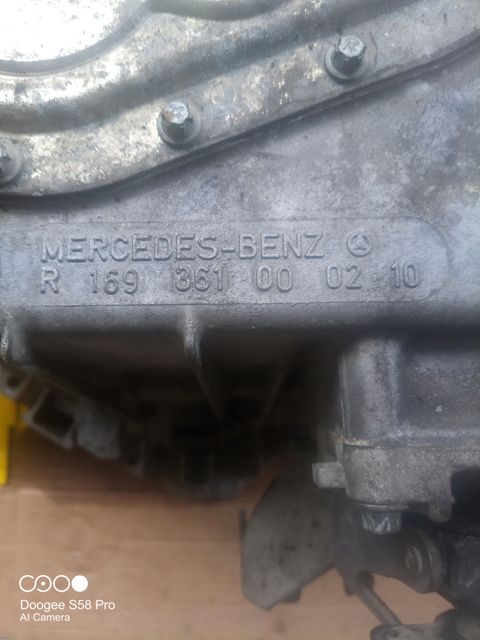 MERCEDES-BENZ
R 169 361 00 02 10
Doogee S58 Pro
AI Camera